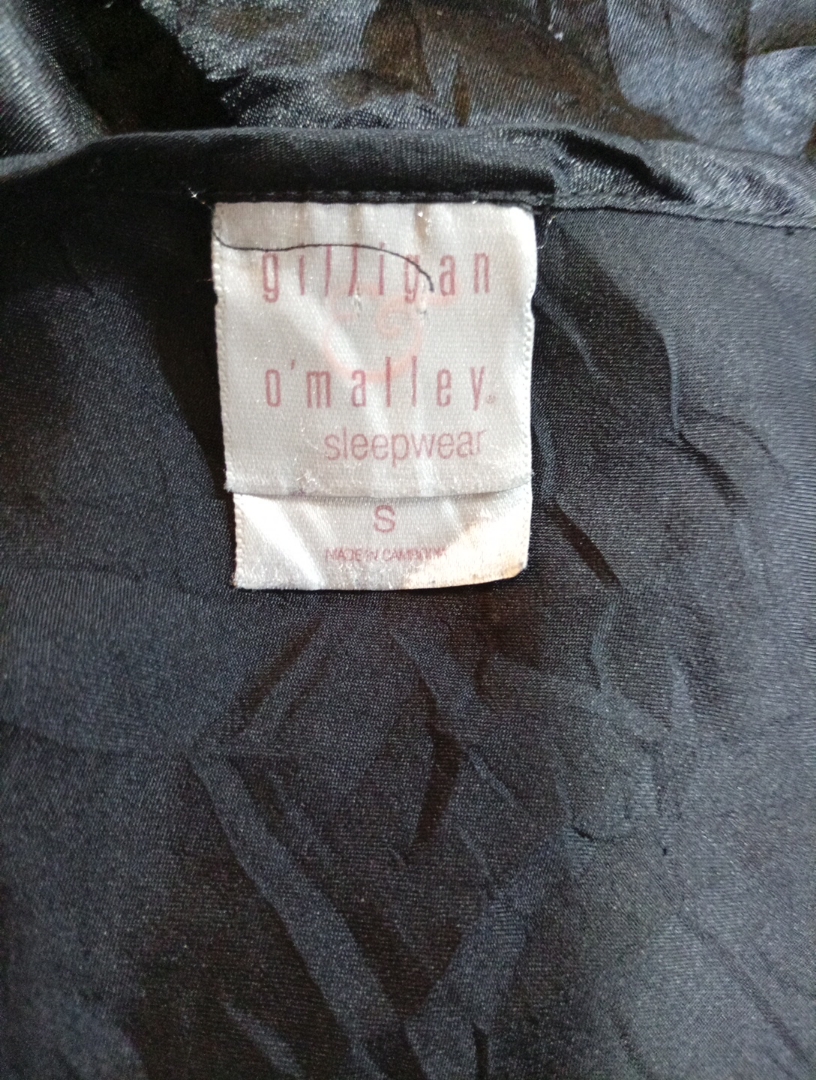 gilligan
&
o'malley®
sleepwear
S
MADE IN CAMBODIA